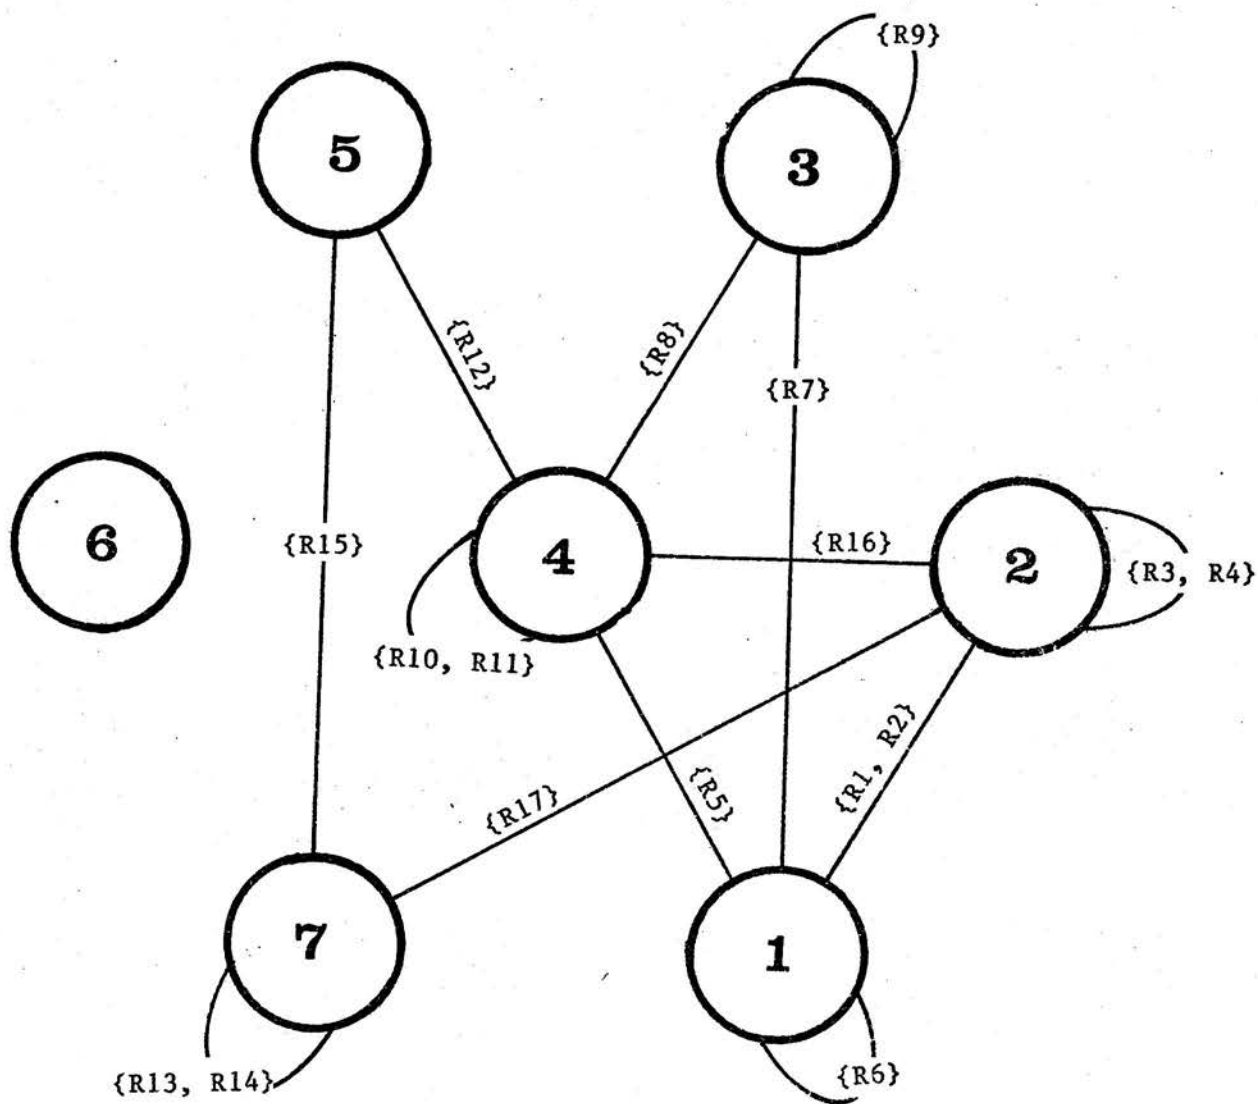 {R9}
5
3
{R12}
{R8}
{R7}
6
{R15}
4
{R16}
2
{R3, R4}
{R10, R11}
{R5}
{R1, R2}
{R17}
7
1
{R13, R14}
{R6}